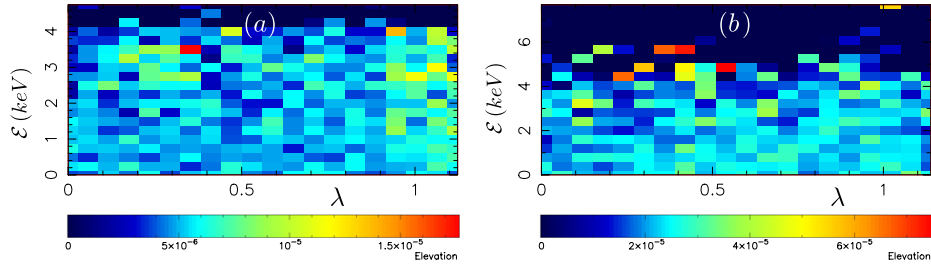 (a) (b)
ℰ (keV) ℰ (keV)
4 3 2 1 0
6 4 2 0
0 0.5 1 λ
0 0.5 1 λ
0 5×10⁻⁶ 10⁻⁵ 1.5×10⁻⁵
Elevation
0 2×10⁻⁵ 4×10⁻⁵ 6×10⁻⁵
Elevation